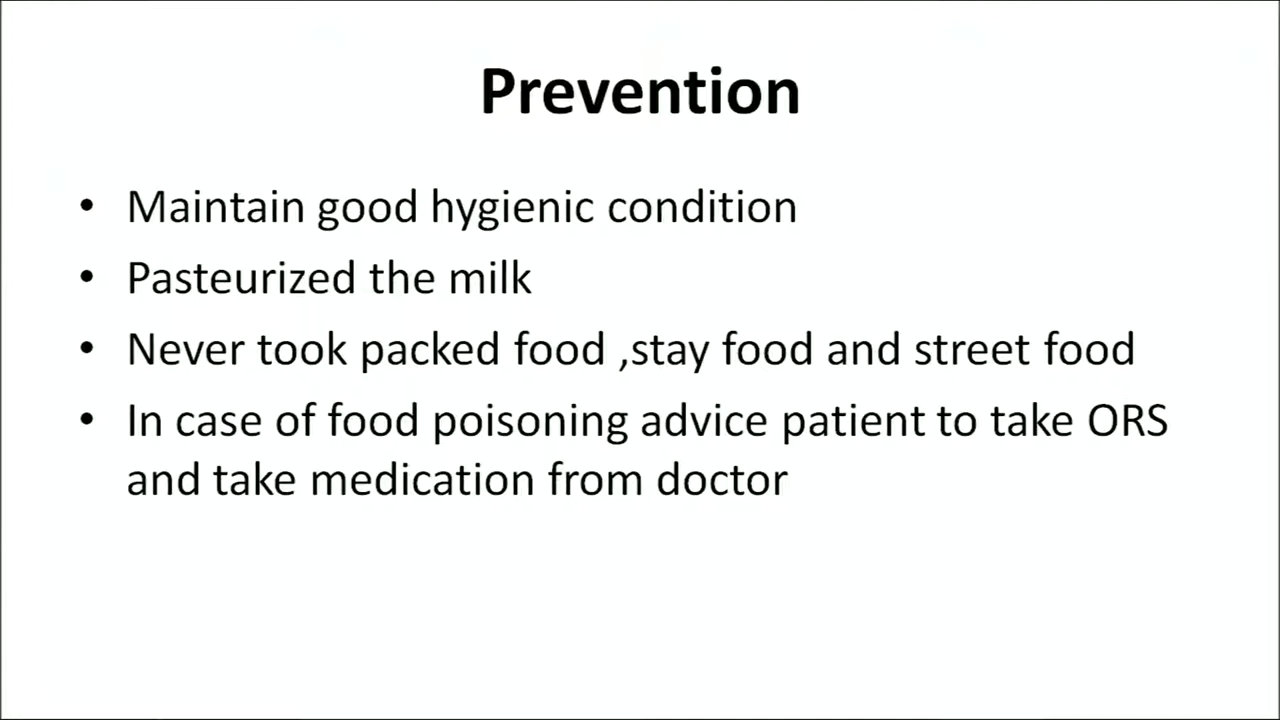 Prevention
• Maintain good hygienic condition
• Pasteurized the milk
• Never took packed food ,stay food and street food
• In case of food poisoning advice patient to take ORS
and take medication from doctor